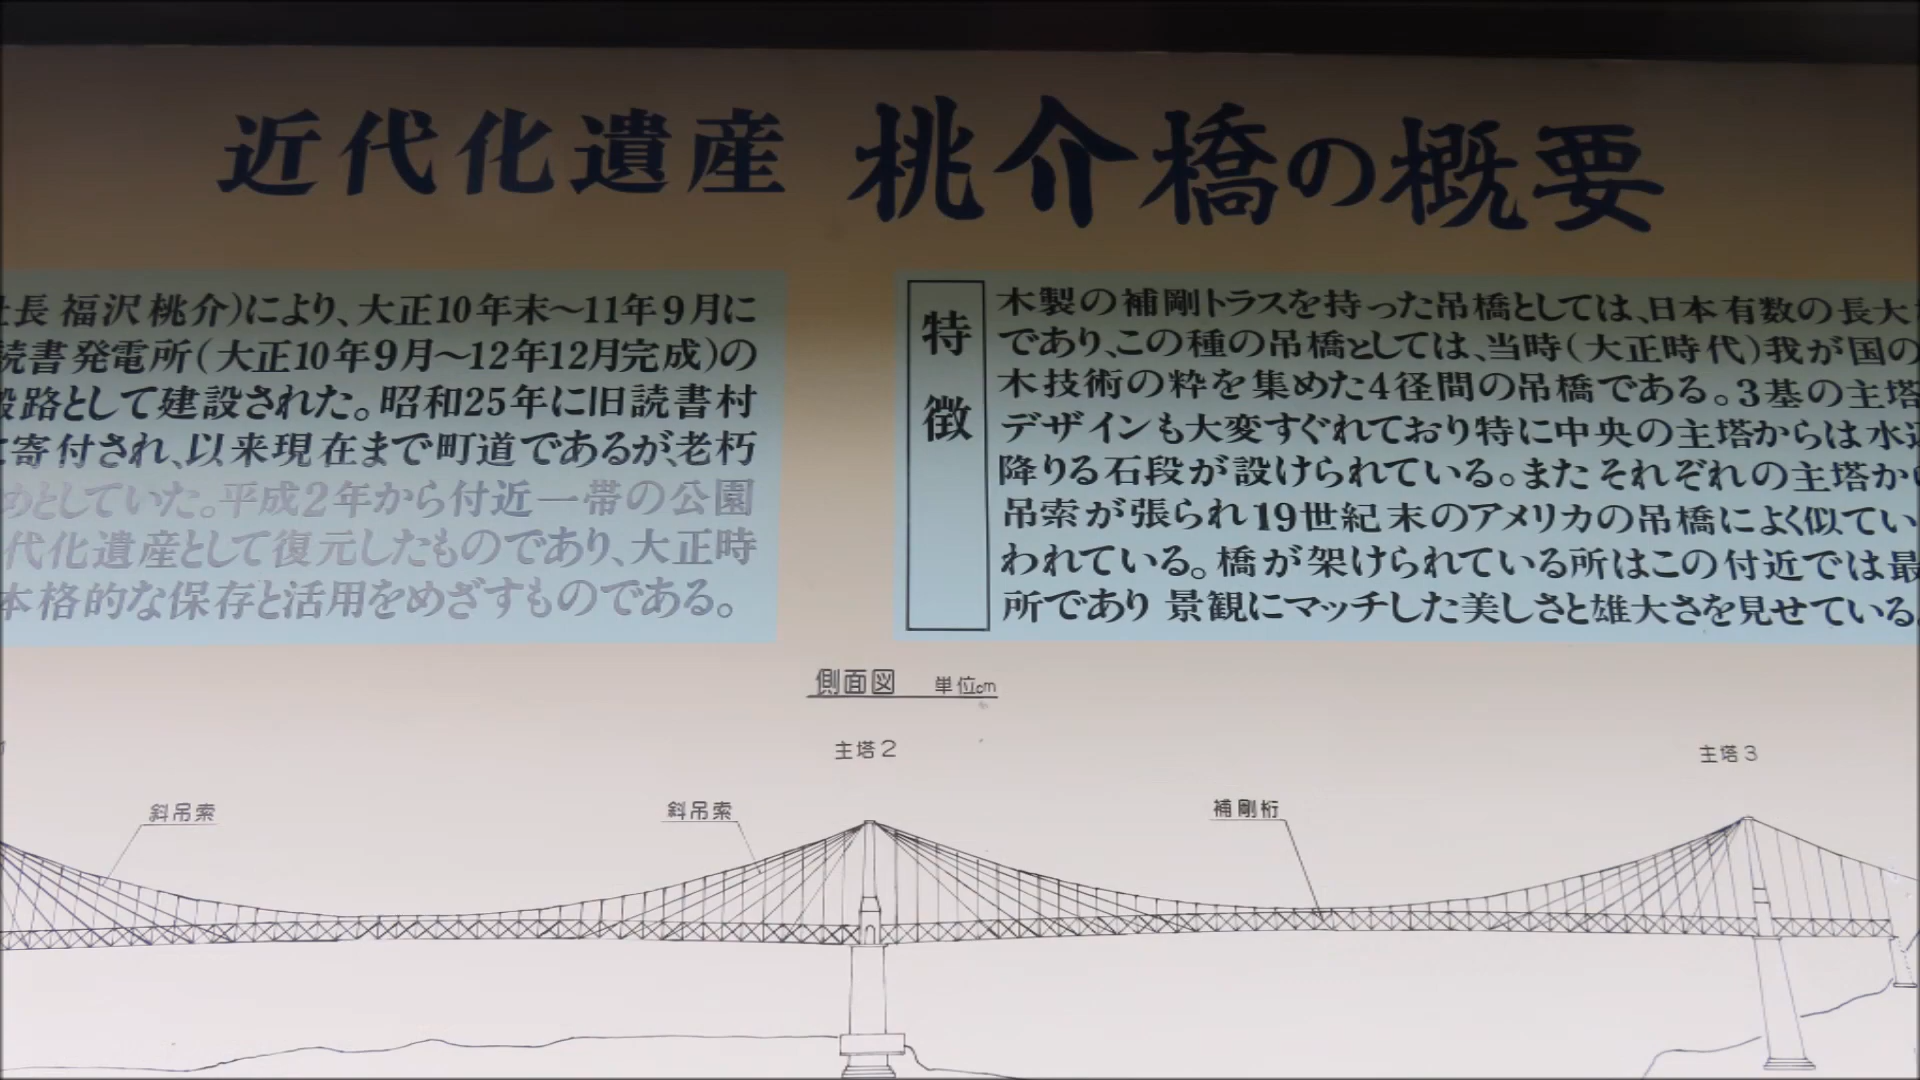 近代化遺産 桃介橋の概要
長 福沢桃介)により、大正10年末〜11年9月に
読書発電所(大正10年9月〜12年12月完成)の
路として建設された。昭和25年に旧読書村
寄付され、以来現在まで町道であるが、老朽
めとしていた。平成2年から付近一帯の公園
代化遺産として復元したものであり、大正時
本格的な保存と活用をめざすものである。
特徴
木製の補剛トラスを持った吊橋としては、日本有数の長大
であり、この種の吊橋としては、当時(大正時代)我が国の
木技術の粋を集めた4径間の吊橋である。3基の主塔
デザインも大変すぐれており特に中央の主塔からは水
降りる石段が設けられている。また それぞれの主塔か
吊索が張られ19世紀末のアメリカの吊橋によく似てい
われている。橋が架けられている所はこの付近では最
所であり 景観にマッチした美しさと雄大さを見せている。
側面図 単位cm
主塔2
主塔3
斜吊索
斜吊索
補剛桁